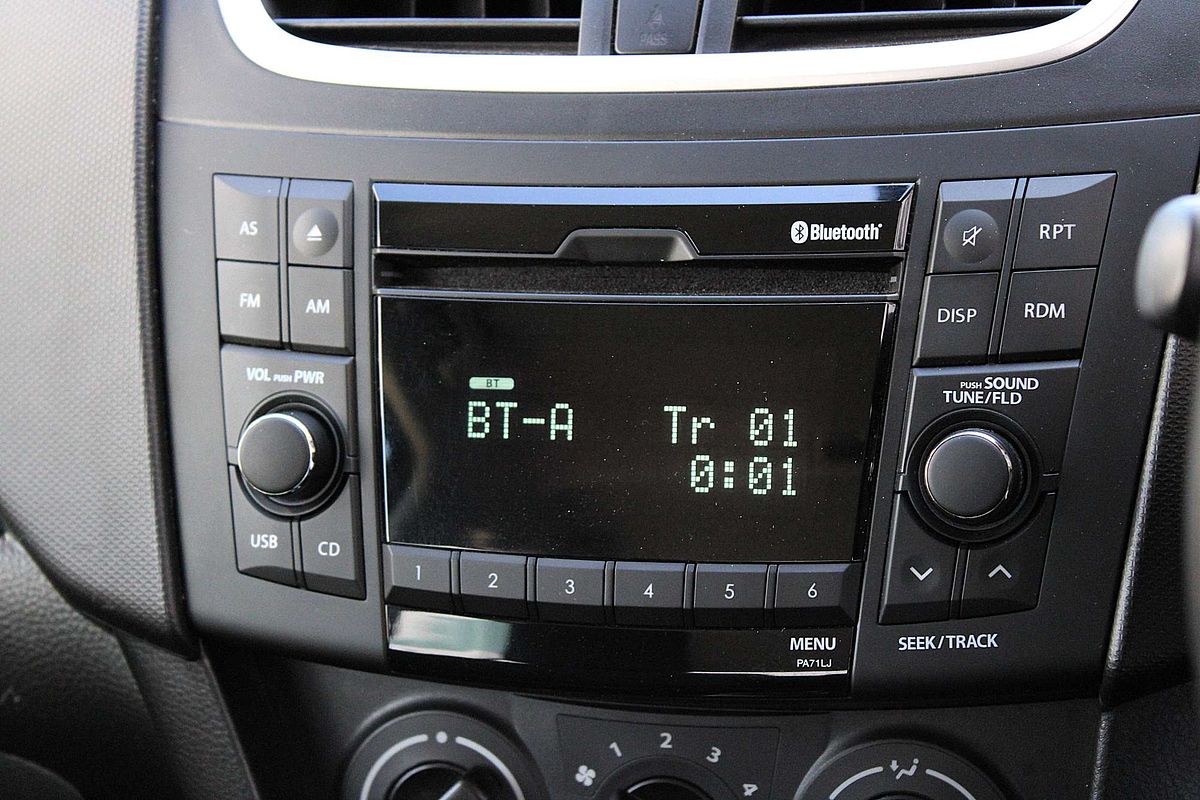 PASS
Bluetooth
AS
FM
AM
VOL PUSH PWR
USB
CD
BT
BT-A Tr 01
0:01
1 2 3 4 5 6
MENU
PA71LJ
RPT
DISP
RDM
PUSH SOUND
TUNE/FLD
SEEK/TRACK
1 2 3 4